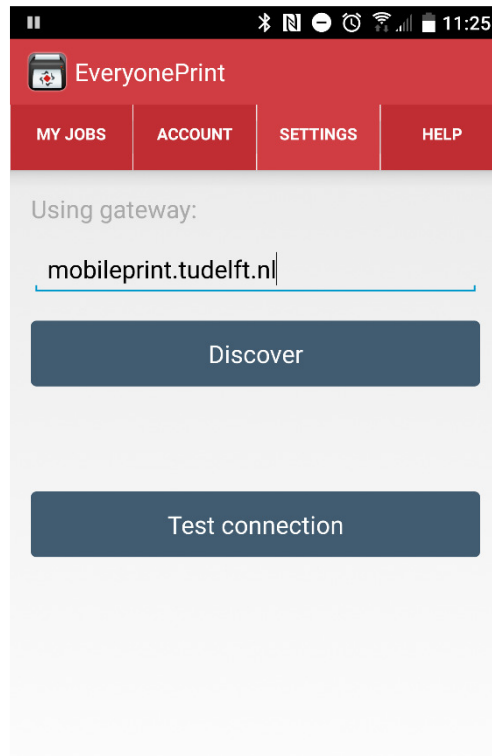 11:25
EveryonePrint
MY JOBS ACCOUNT SETTINGS HELP
Using gateway:
mobileprint.tudelft.nl
Discover
Test connection